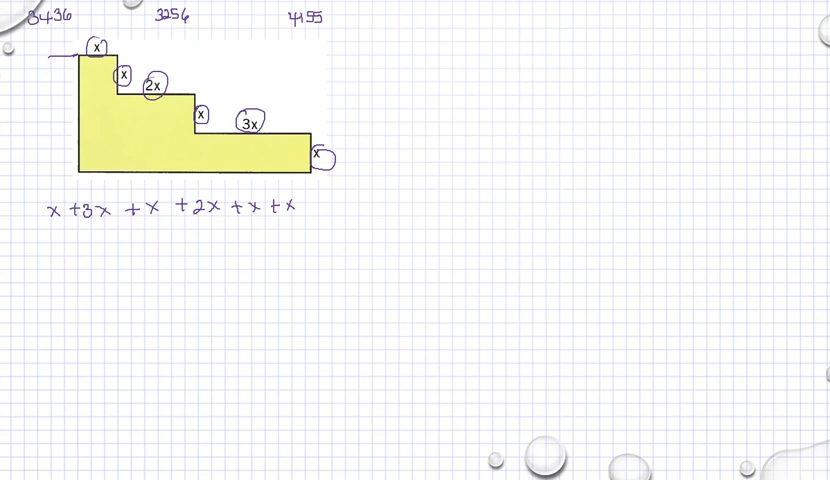 3436 3256 4155
x
x
2x
x
3x
x
x + 3x + x + 2x + x + x